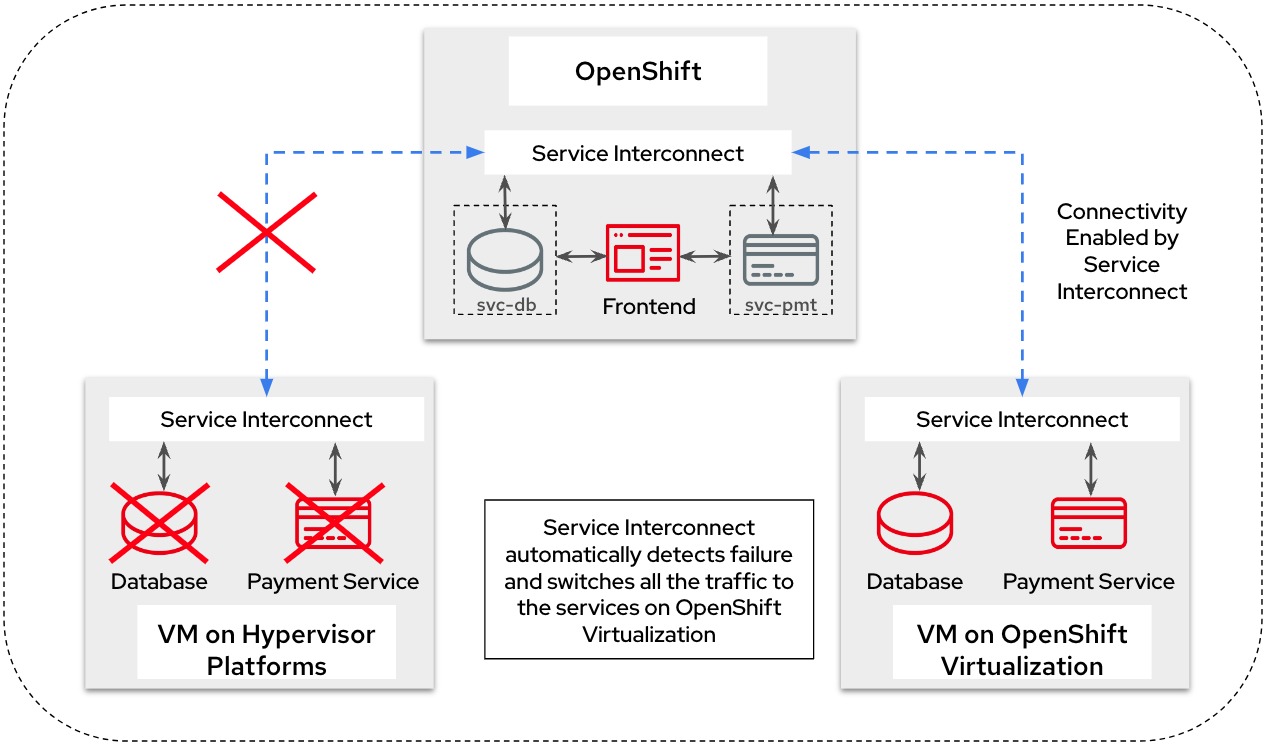 OpenShift
Service Interconnect
svc-db
Frontend
svc-pmt
Connectivity
Enabled by
Service
Interconnect
Service Interconnect
Database
Payment Service
VM on Hypervisor
Platforms
Service Interconnect
automatically detects failure
and switches all the traffic to
the services on OpenShift
Virtualization
Service Interconnect
Database
Payment Service
VM on OpenShift
Virtualization